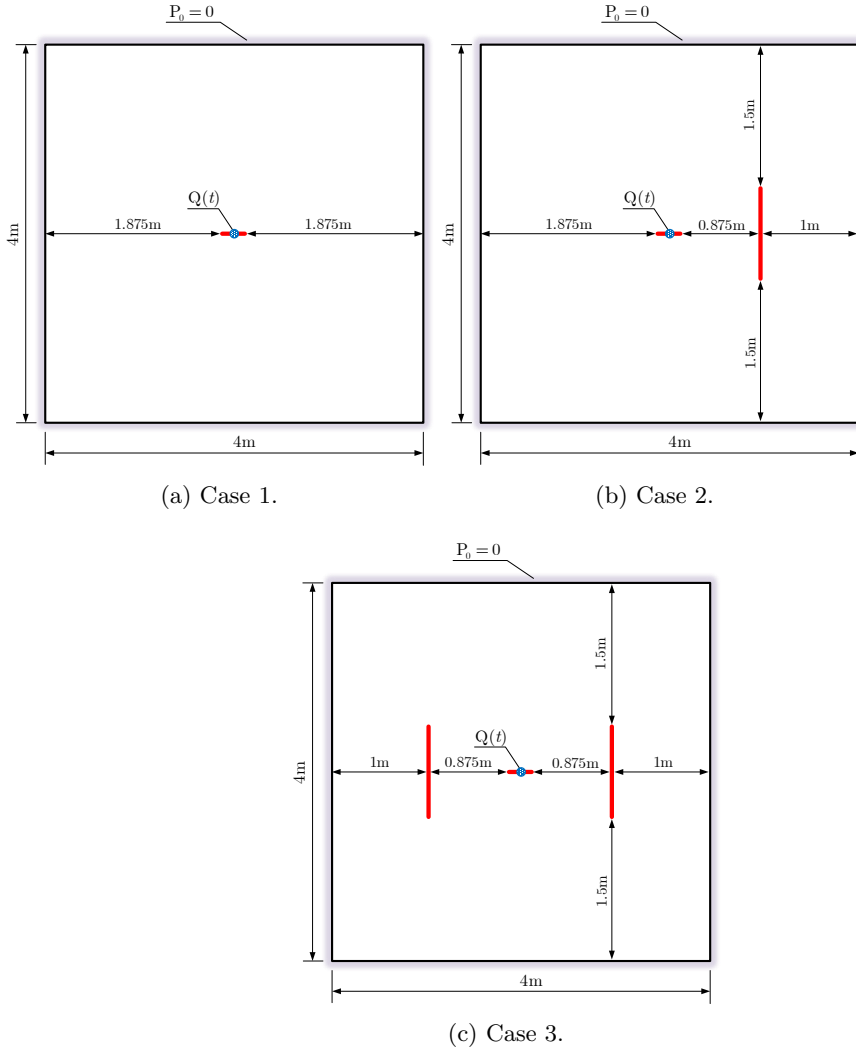 P₀ = 0
P₀ = 0
4m
1.875m
Q(t)
1.875m
4m
(a) Case 1.
4m
1.5m
1.875m
Q(t)
0.875m
1m
1.5m
4m
(b) Case 2.
P₀ = 0
4m
1.5m
1m
0.875m
Q(t)
0.875m
1m
1.5m
4m
(c) Case 3.